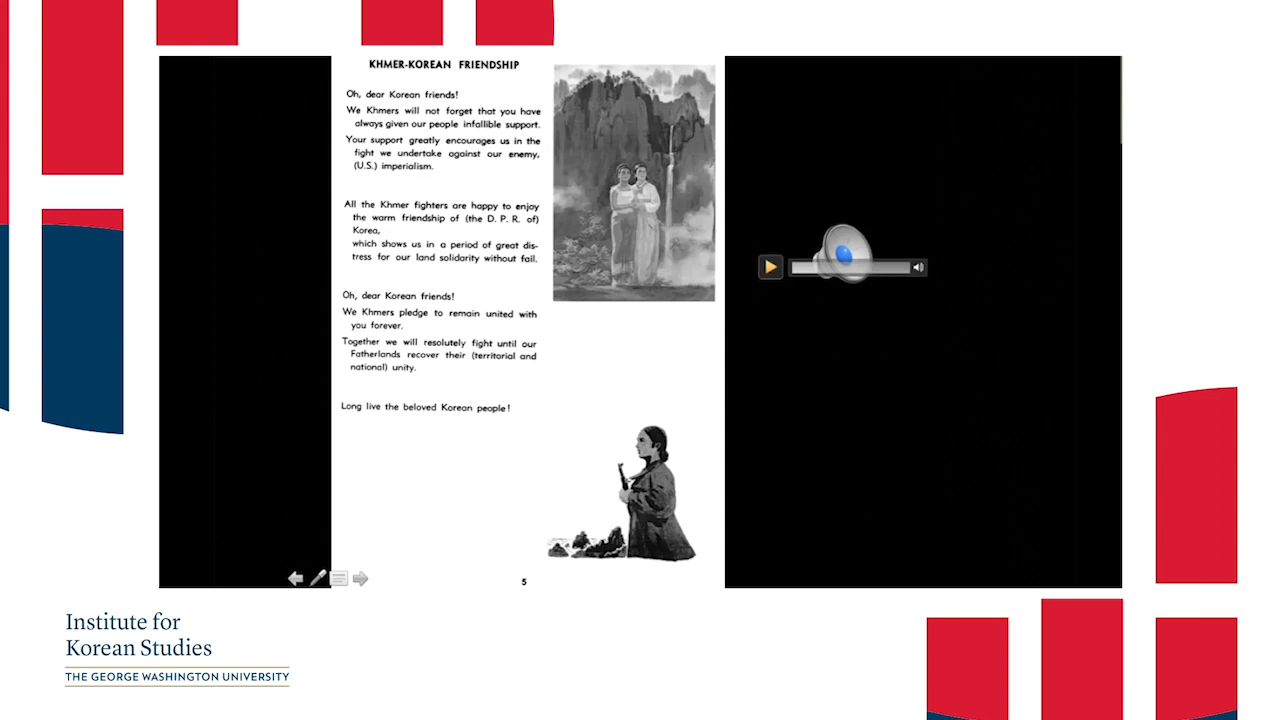 KHMER-KOREAN FRIENDSHIP
Oh, dear Korean friends!
We Khmers will not forget that you have
always given our people infallible support.
Your support greatly encourages us in the
fight we undertake against our enemy,
(U.S.) imperialism.
All the Khmer fighters are happy to enjoy
the warm friendship of (the D. P. R. of)
Korea,
which shows us in a period of great dis-
tress for our land solidarity without fail.
Oh, dear Korean friends!
We Khmers pledge to remain united with
you forever.
Together we will resolutely fight until our
Fatherlands recover their (territorial and
national) unity.
Long live the beloved Korean people!
5
Institute for
Korean Studies
THE GEORGE WASHINGTON UNIVERSITY